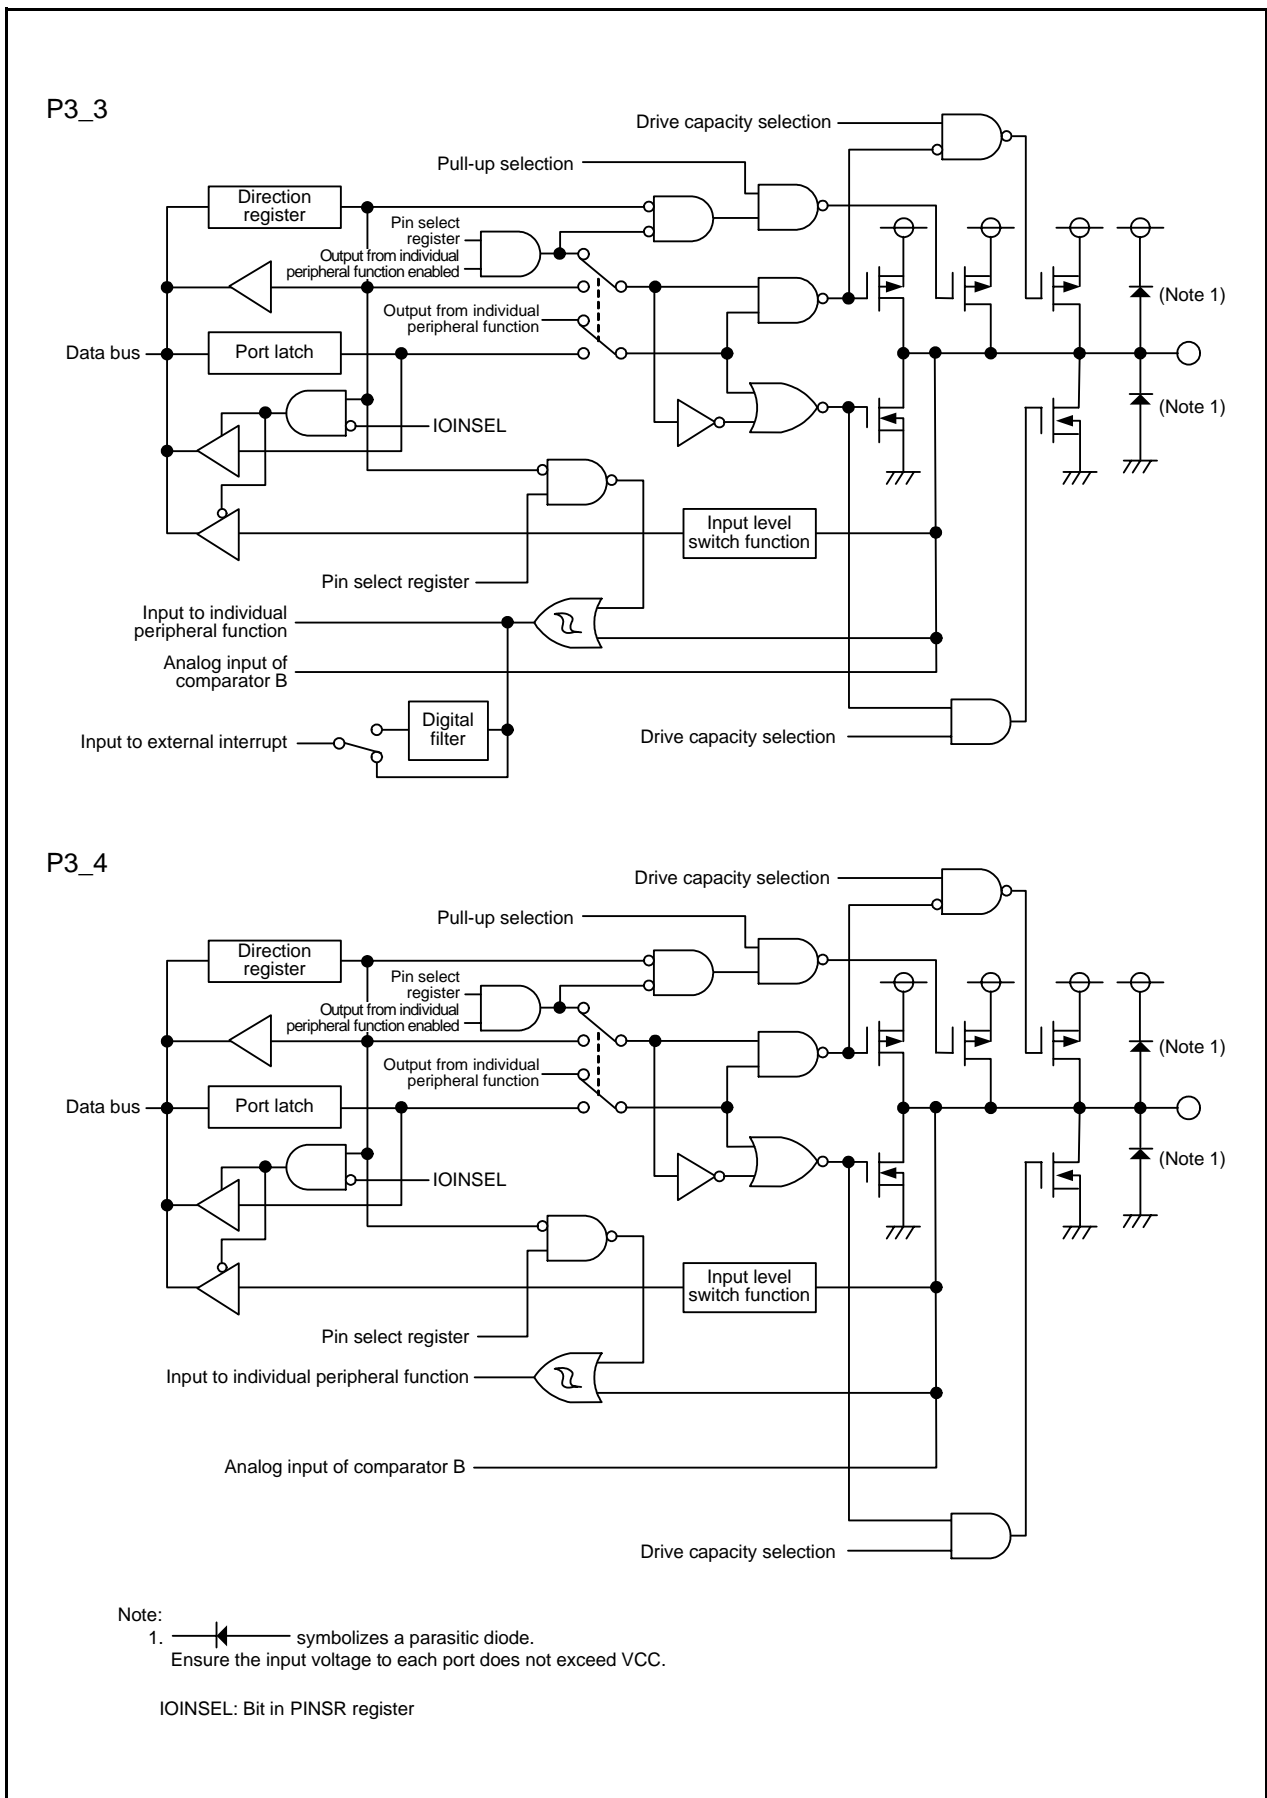 P3_3
Drive capacity selection
Pull-up selection
Direction
register
Pin select
register
Output from individual
peripheral function enabled
(Note 1)
Output from individual
peripheral function
Data bus
Port latch
(Note 1)
IOINSEL
Input level
switch function
Pin select register
Input to individual
peripheral function
Analog input of
comparator B
Digital
filter
Input to external interrupt
Drive capacity selection
P3_4
Drive capacity selection
Pull-up selection
Direction
register
Pin select
register
Output from individual
peripheral function enabled
(Note 1)
Output from individual
peripheral function
Data bus
Port latch
(Note 1)
IOINSEL
Input level
switch function
Pin select register
Input to individual peripheral function
Analog input of comparator B
Drive capacity selection
Note:
1. symbolizes a parasitic diode.
Ensure the input voltage to each port does not exceed VCC.
IOINSEL: Bit in PINSR register